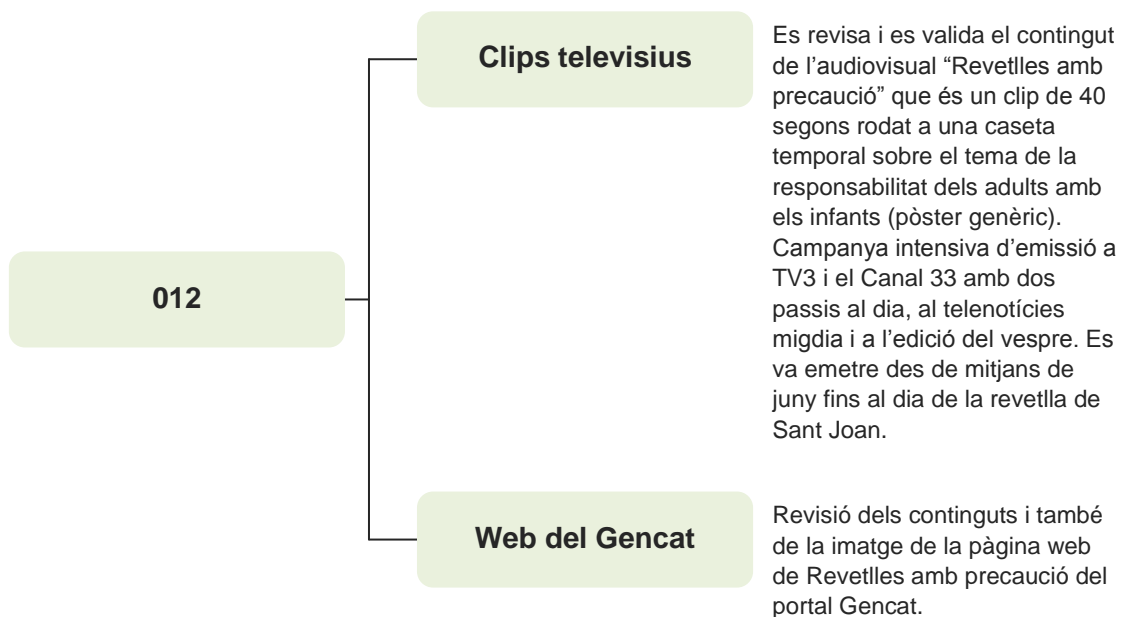 Clips televisius
Es revisa i es valida el contingut
de l’audiovisual “Revetlles amb
precaució” que és un clip de 40
segons rodat a una caseta
temporal sobre el tema de la
responsabilitat dels adults amb
els infants (pòster genèric).
Campanya intensiva d’emissió a
TV3 i el Canal 33 amb dos
passis al dia, al telenotícies
migdia i a l’edició del vespre. Es
va emetre des de mitjans de
juny fins al dia de la revetlla de
Sant Joan.
012
Web del Gencat
Revisió dels continguts i també
de la imatge de la pàgina web
de Revetlles amb precaució del
portal Gencat.